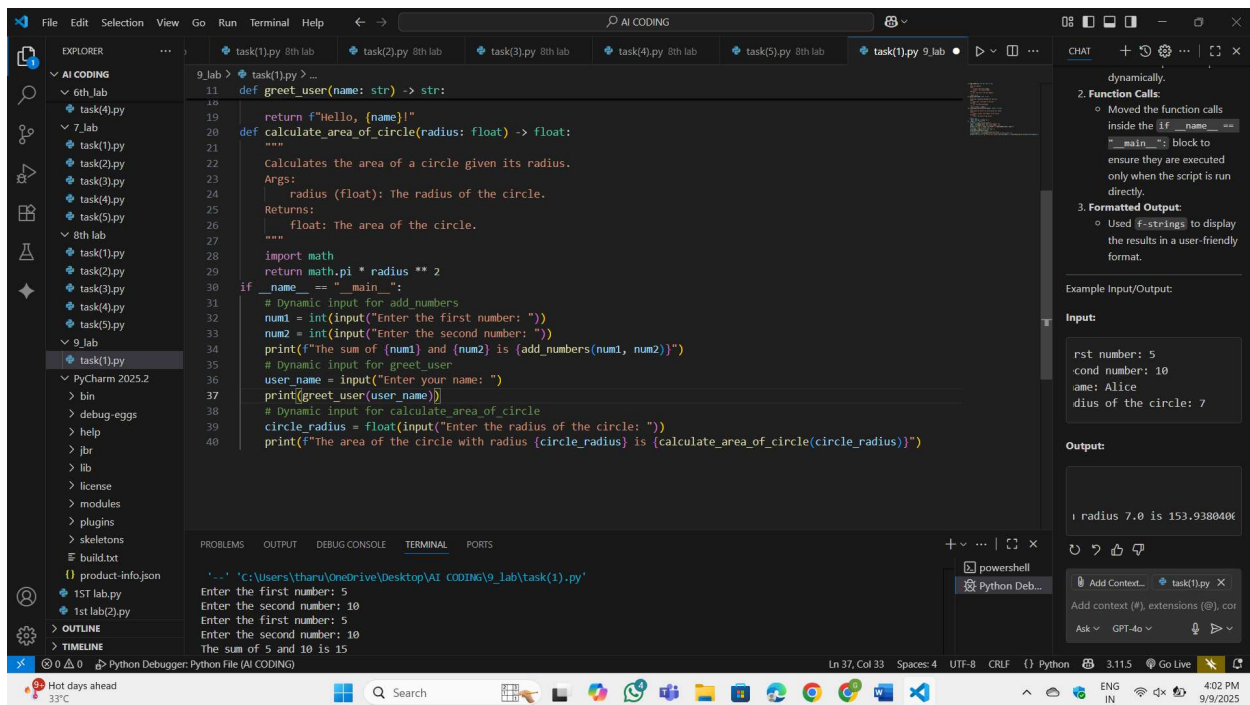 File Edit Selection View Go Run Terminal Help
AI CODING
EXPLORER
AI CODING
6th_lab
task(4).py
7_lab
task(1).py
task(2).py
task(3).py
task(4).py
task(5).py
8th lab
task(1).py
task(2).py
task(3).py
task(4).py
task(5).py
9_lab
task(1).py
PyCharm 2025.2
bin
debug-eggs
help
jbr
lib
license
modules
plugins
skeletons
build.txt
product-info.json
1ST lab.py
1st lab(2).py
OUTLINE
TIMELINE
task(1).py 8th lab task(2).py 8th lab task(3).py 8th lab task(4).py 8th lab task(5).py 8th lab task(1).py 9_lab
9_lab > task(1).py > ...
11 def greet_user(name: str) -> str:
18
19 return f"Hello, {name}!"
20 def calculate_area_of_circle(radius: float) -> float:
21 """
22 Calculates the area of a circle given its radius.
23 Args:
24 radius (float): The radius of the circle.
25 Returns:
26 float: The area of the circle.
27 """
28 import math
29 return math.pi * radius ** 2
30 if __name__ == "__main__":
31 # Dynamic input for add_numbers
32 num1 = int(input("Enter the first number: "))
33 num2 = int(input("Enter the second number: "))
34 print(f"The sum of {num1} and {num2} is {add_numbers(num1, num2)}")
35 # Dynamic input for greet_user
36 user_name = input("Enter your name: ")
37 print(greet_user(user_name))
38 # Dynamic input for calculate_area_of_circle
39 circle_radius = float(input("Enter the radius of the circle: "))
40 print(f"The area of the circle with radius {circle_radius} is {calculate_area_of_circle(circle_radius)}")
PROBLEMS OUTPUT DEBUG CONSOLE TERMINAL PORTS
'--' 'C:\Users\tharu\OneDrive\Desktop\AI CODING\9_lab\task(1).py'
Enter the first number: 5
Enter the second number: 10
Enter the first number: 5
Enter the second number: 10
The sum of 5 and 10 is 15
powershell
Python Deb...
CHAT
dynamically.
2. Function Calls:
Moved the function calls
inside the if __name__ ==
"__main__": block to
ensure they are executed
only when the script is run
directly.
3. Formatted Output:
Used f-strings to display
the results in a user-friendly
format.
Example Input/Output:
Input:
rst number: 5
cond number: 10
ame: Alice
dius of the circle: 7
Output:
radius 7.0 is 153.9380400
Add Context... task(1).py
Add context (#), extensions (@), cor
Ask GPT-4o
0 0 0 Python Debugger: Python File (AI CODING)
Ln 37, Col 33 Spaces: 4 UTF-8 CRLF {} Python 3.11.5 Go Live
9+ Hot days ahead
33°C
Search
ENG
IN
4:02 PM
9/9/2025